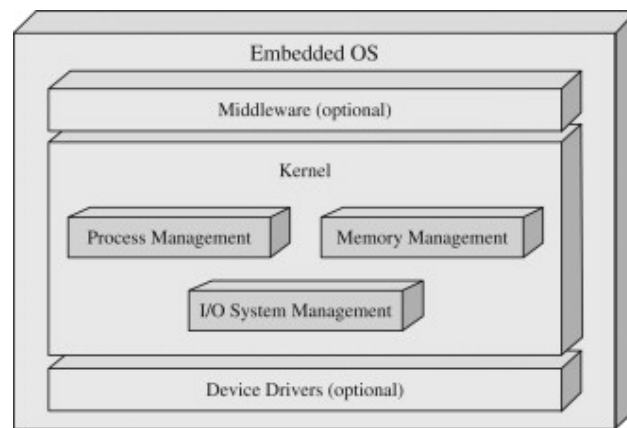 Embedded OS
Middleware (optional)
Kernel
Process Management
Memory Management
I/O System Management
Device Drivers (optional)